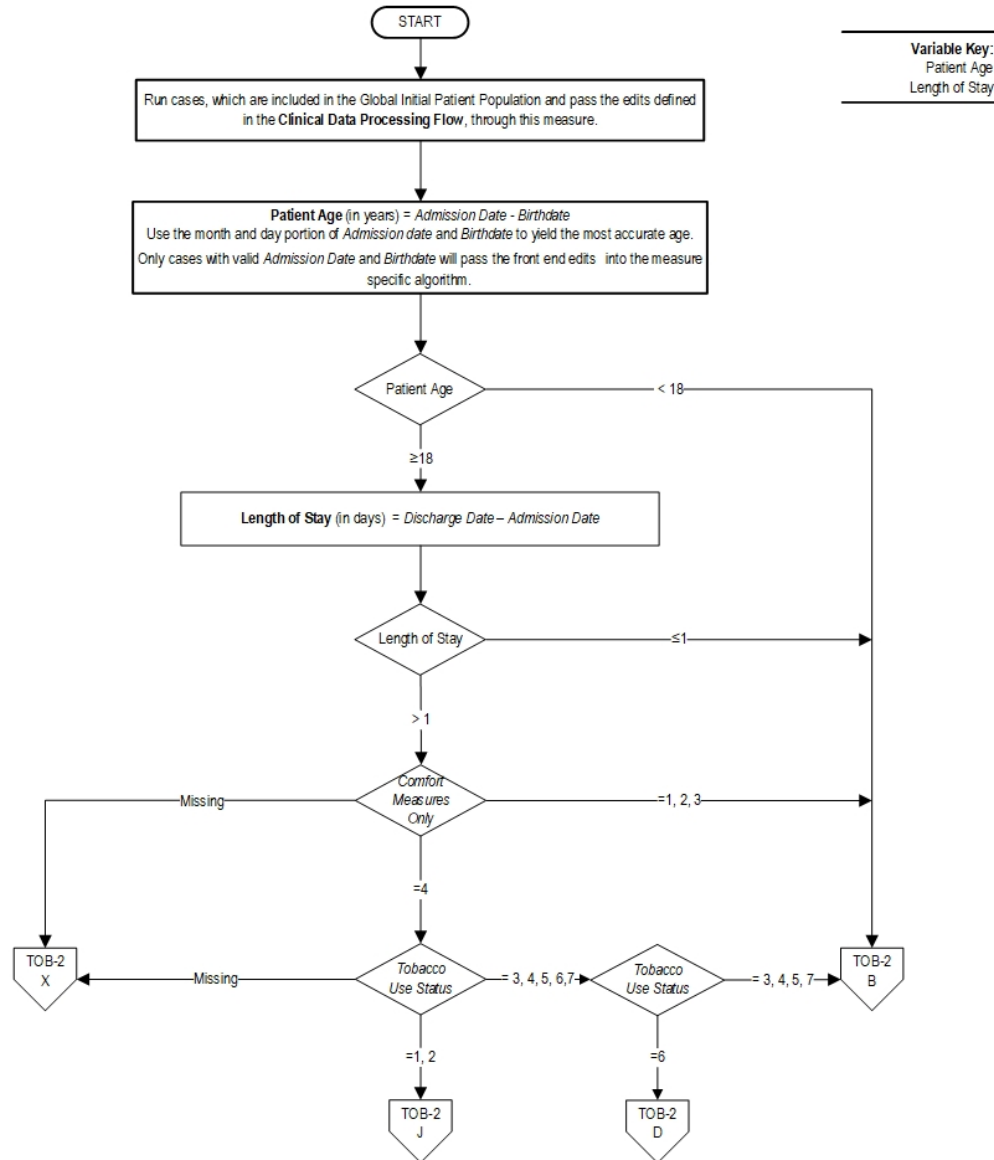 START
Variable Key:
Patient Age
Length of Stay
Run cases, which are included in the Global Initial Patient Population and pass the edits defined
in the Clinical Data Processing Flow, through this measure.
Patient Age (in years) = Admission Date - Birthdate
Use the month and day portion of Admission date and Birthdate to yield the most accurate age.
Only cases with valid Admission Date and Birthdate will pass the front end edits into the measure
specific algorithm.
Patient Age
< 18
≥18
Length of Stay (in days) = Discharge Date – Admission Date
Length of Stay
≤1
> 1
Missing
Comfort
Measures
Only
=1, 2, 3
=4
TOB-2
X
Missing
Tobacco
Use Status
= 3, 4, 5, 6,7
Tobacco
Use Status
= 3, 4, 5, 7
TOB-2
B
=1, 2
=6
TOB-2
J
TOB-2
D